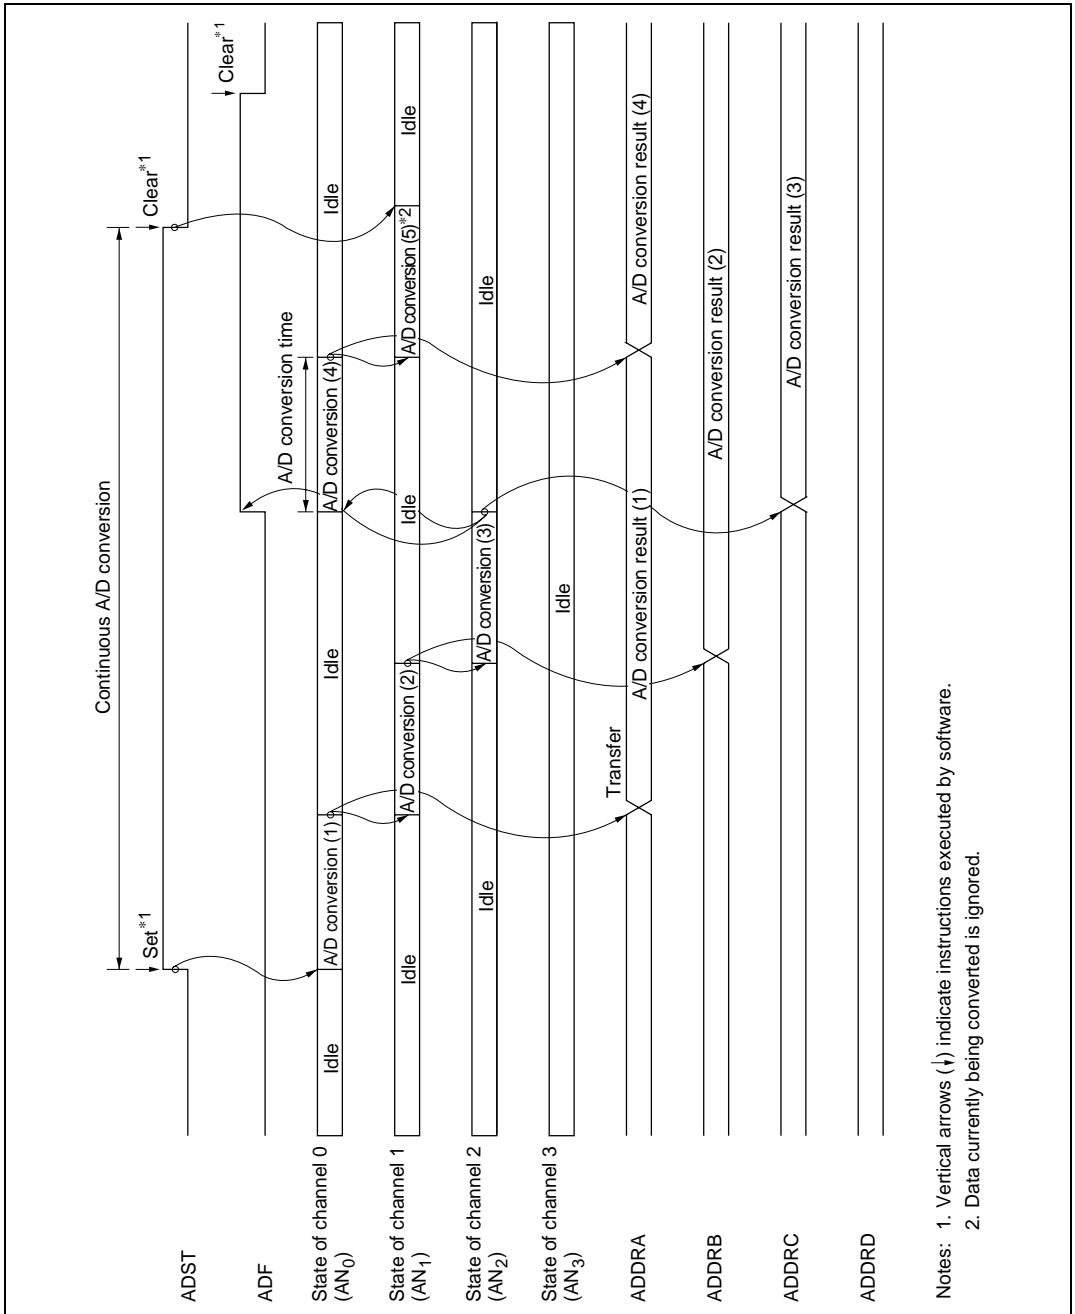 Continuous A/D conversion
Set*1
Clear*1
Clear*1
ADST
ADF
A/D conversion time
State of channel 0
(AN0)
Idle
A/D conversion (1)
Idle
A/D conversion (4)
Idle
State of channel 1
(AN1)
Idle
A/D conversion (2)
Idle
A/D conversion (5)*2
Idle
State of channel 2
(AN2)
Idle
A/D conversion (3)
Idle
State of channel 3
(AN3)
Idle
Transfer
ADDRA
A/D conversion result (1)
A/D conversion result (4)
ADDRB
A/D conversion result (2)
ADDRC
A/D conversion result (3)
ADDRD
Notes: 1. Vertical arrows (↓) indicate instructions executed by software.
2. Data currently being converted is ignored.